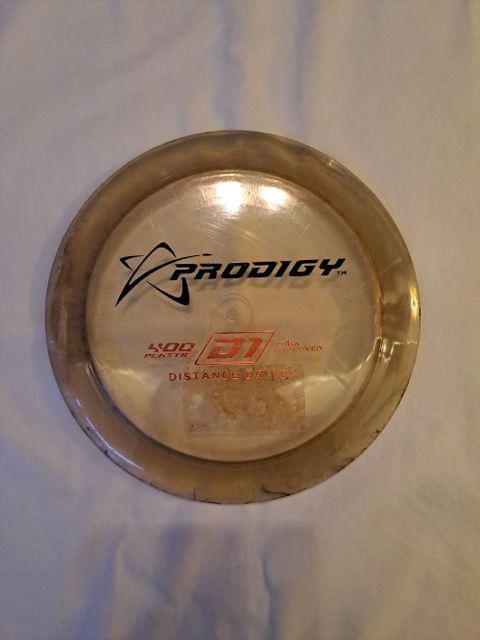 PRODIGY™
400 PLASTIC D1 PDGA APPROVED
DISTANCE DRIVER